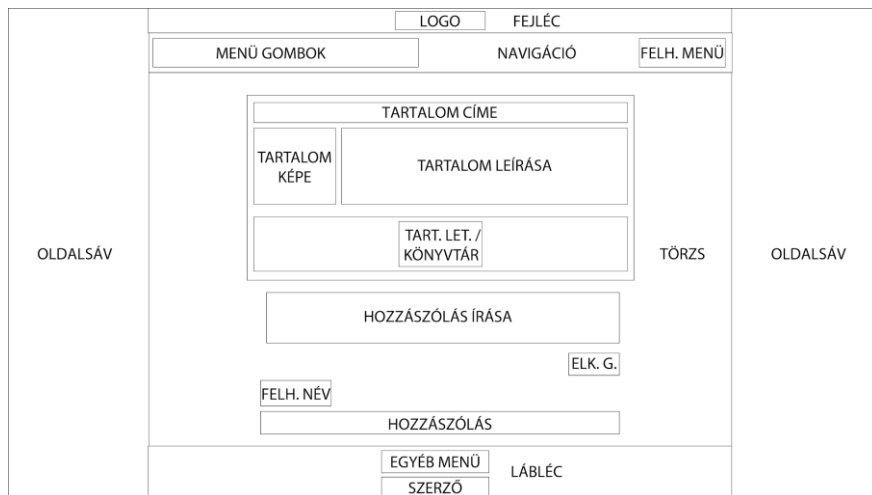 LOGO FEJLÉC
MENÜ GOMBOK NAVIGÁCIÓ FELH. MENÜ
TARTALOM CÍME
TARTALOM
KÉPE
TARTALOM LEÍRÁSA
TART. LET. /
KÖNYVTÁR
OLDALSÁV TÖRZS OLDALSÁV
HOZZÁSZÓLÁS ÍRÁSA
ELK. G.
FELH. NÉV
HOZZÁSZÓLÁS
EGYÉB MENÜ
LÁBLÉC
SZERZŐ